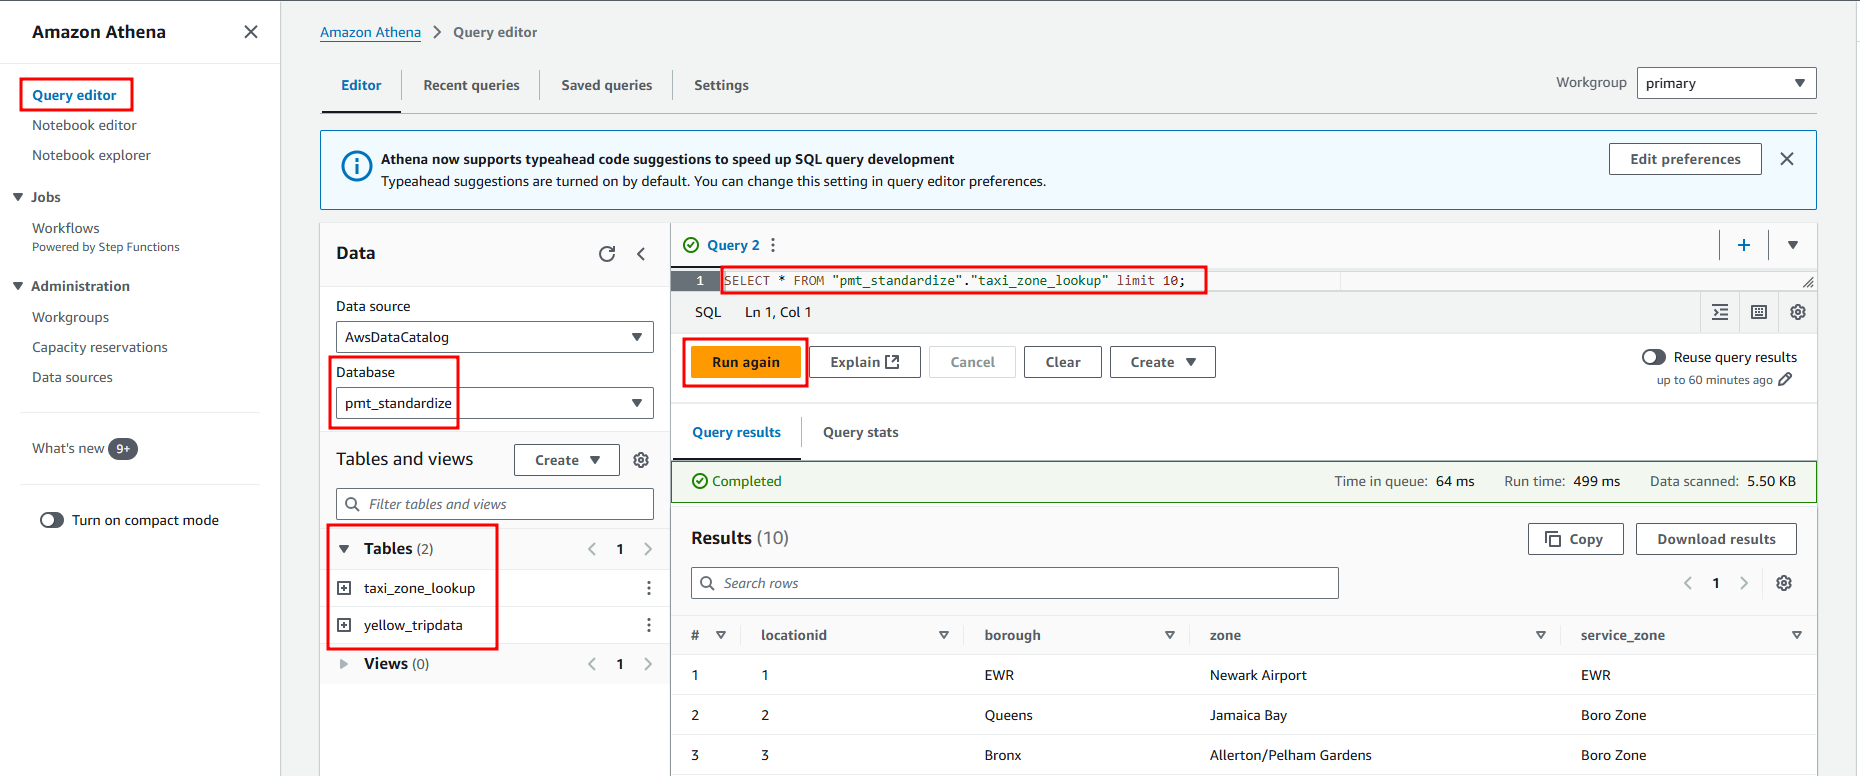 Amazon Athena
Query editor
Notebook editor
Notebook explorer
Jobs
Workflows
Powered by Step Functions
Administration
Workgroups
Capacity reservations
Data sources
What's new 9+
Turn on compact mode
Amazon Athena > Query editor
Editor Recent queries Saved queries Settings
Workgroup primary
Athena now supports typeahead code suggestions to speed up SQL query development
Typeahead suggestions are turned on by default. You can change this setting in query editor preferences.
Edit preferences
Data
Data source
AwsDataCatalog
Database
pmt_standardize
Tables and views Create
Filter tables and views
Tables (2) < 1 >
taxi_zone_lookup
yellow_tripdata
Views (0) < 1 >
Query 2
1 SELECT * FROM "pmt_standardize"."taxi_zone_lookup" limit 10;
SQL Ln 1, Col 1
Run again Explain Cancel Clear Create
Reuse query results
up to 60 minutes ago
Query results Query stats
Completed Time in queue: 64 ms Run time: 499 ms Data scanned: 5.50 KB
Results (10) Copy Download results
Search rows < 1 >
# locationid borough zone service_zone
1 1 EWR Newark Airport EWR
2 2 Queens Jamaica Bay Boro Zone
3 3 Bronx Allerton/Pelham Gardens Boro Zone